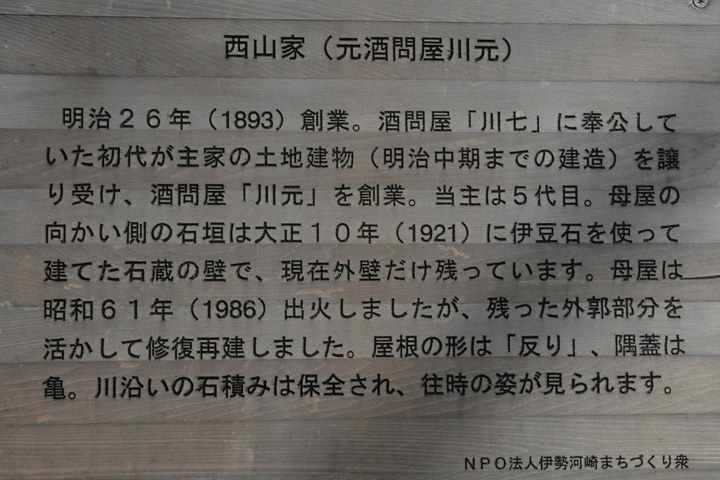 西山家（元酒問屋川元）
明治２６年（1893）創業。酒問屋「川七」に奉公して
いた初代が主家の土地建物（明治中期までの建造）を譲
り受け、酒問屋「川元」を創業。当主は５代目。母屋の
向かい側の石垣は大正１０年（1921）に伊豆石を使って
建てた石蔵の壁で、現在外壁だけ残っています。母屋は
昭和６１年（1986）出火しましたが、残った外郭部分を
活かして修復再建しました。屋根の形は「反り」、隅蓋は
亀。川沿いの石積みは保全され、往時の姿が見られます。
ＮＰＯ法人伊勢河崎まちづくり衆